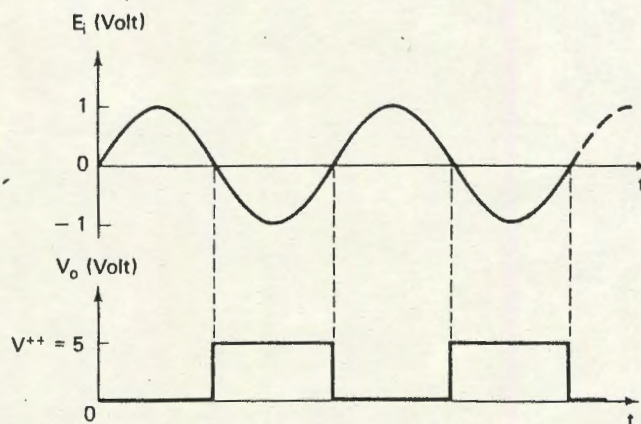 E_i (Volt)
1
0
t
− 1
V_o (Volt)
V++ = 5
0
t